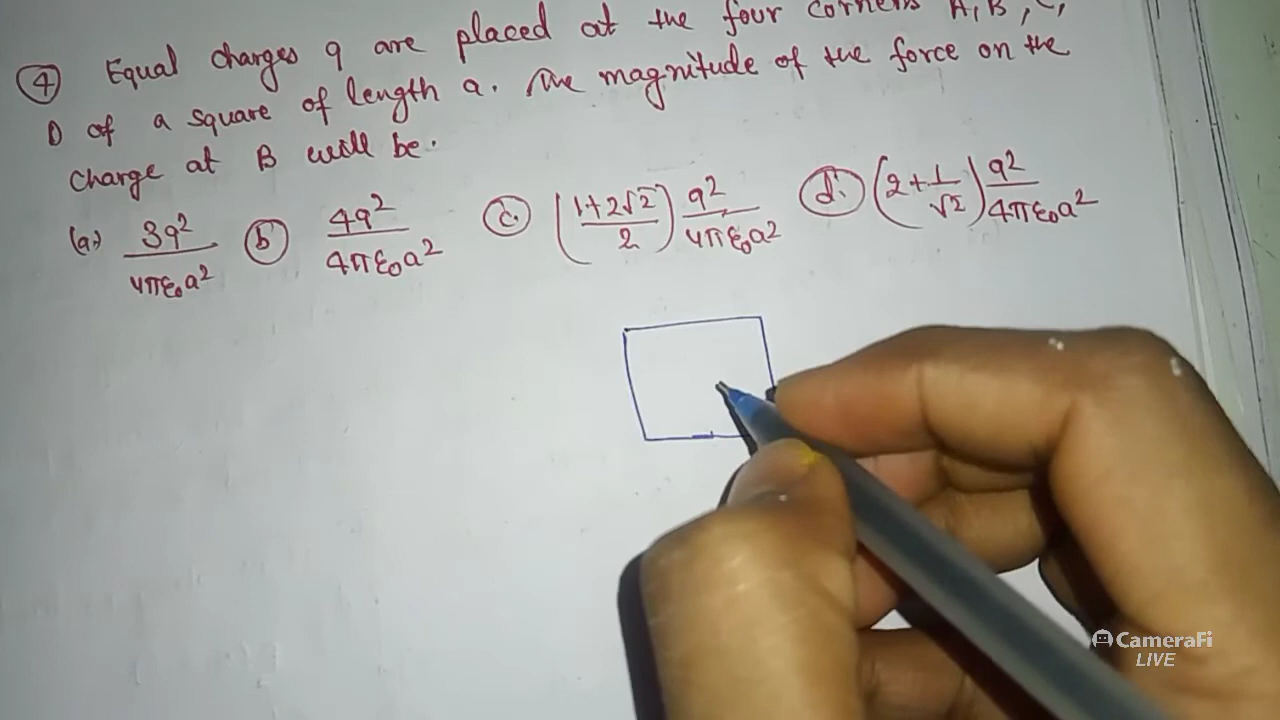 ④ Equal charges q are placed at the four corners A, B, C,
D of a square of length a. The magnitude of the force on the
charge at B will be.
(a.) 3q²/4πε₀a² (b) 4q²/4πε₀a² (c.) ((1+2√2)/2) q²/4πε₀a² (d.) (2+1/√2) q²/4πε₀a²
CameraFi
LIVE